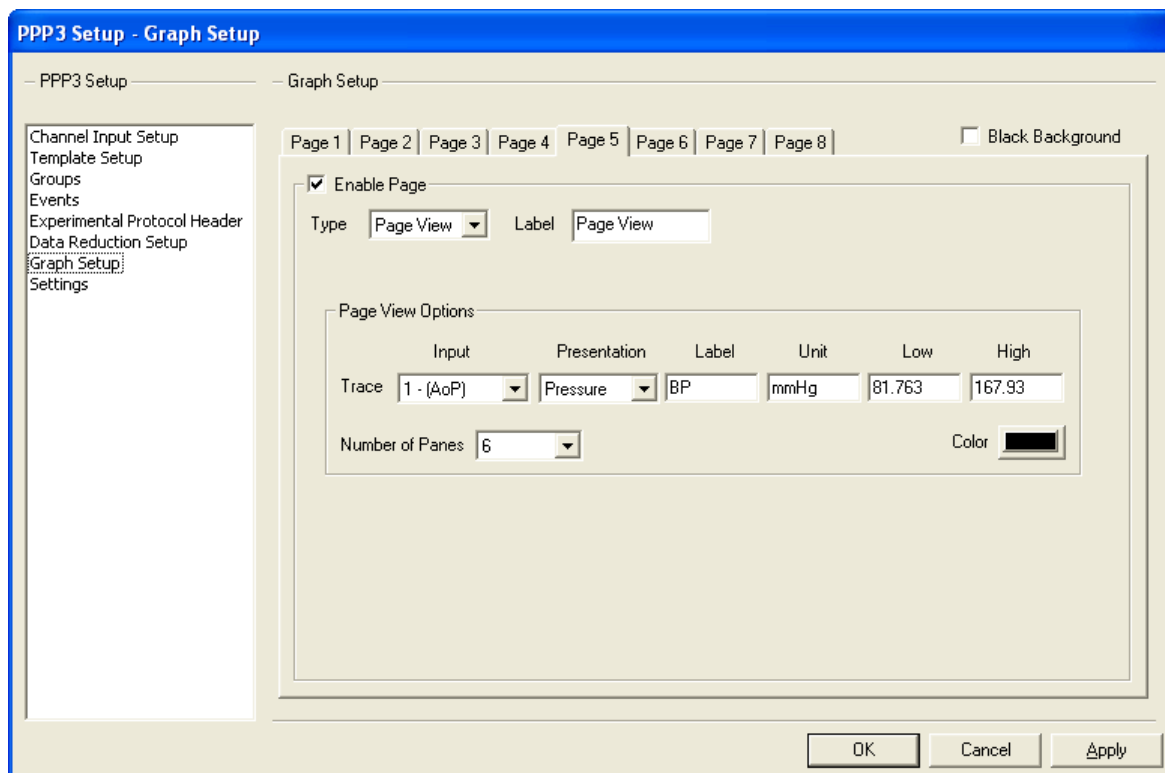 PPP3 Setup - Graph Setup
PPP3 Setup
Channel Input Setup
Template Setup
Groups
Events
Experimental Protocol Header
Data Reduction Setup
Graph Setup
Settings
Graph Setup
Page 1 Page 2 Page 3 Page 4 Page 5 Page 6 Page 7 Page 8
Black Background
Enable Page
Type Page View Label Page View
Page View Options
Input Presentation Label Unit Low High
Trace 1 - (AoP) Pressure BP mmHg 81.763 167.93
Number of Panes 6 Color
OK Cancel Apply